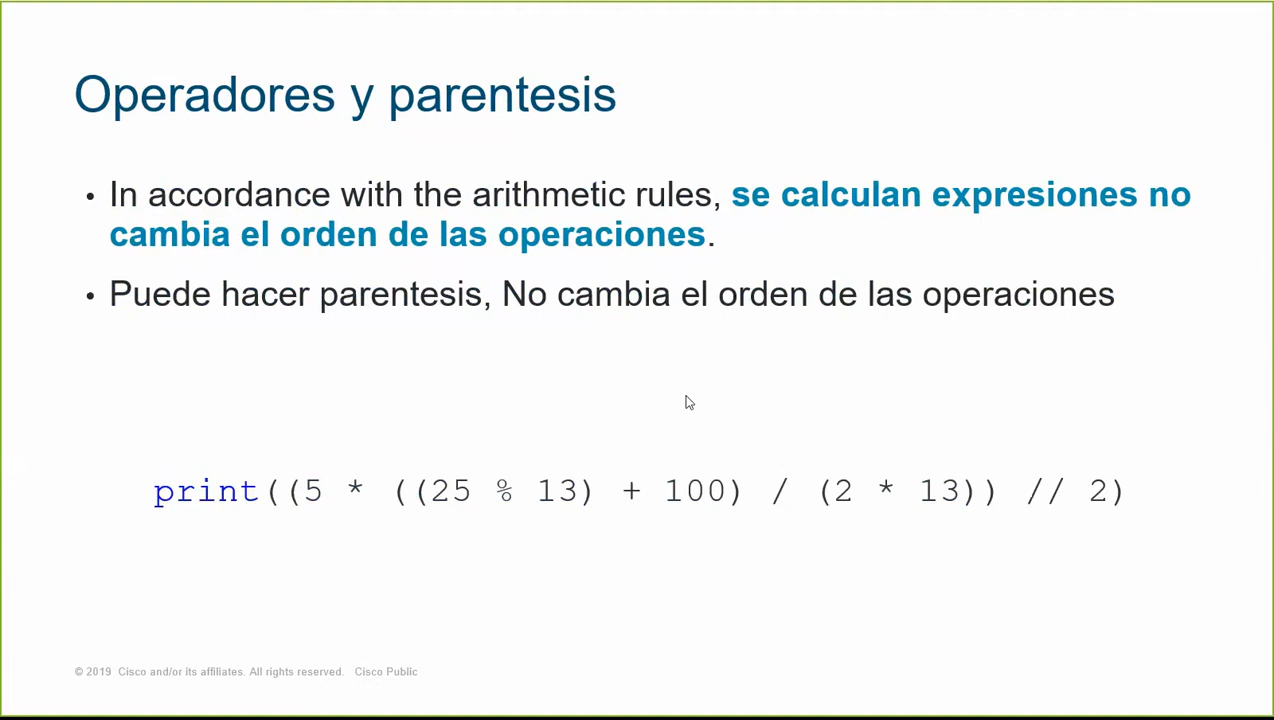 Operadores y parentesis
• In accordance with the arithmetic rules, se calculan expresiones no
cambia el orden de las operaciones.
• Puede hacer parentesis, No cambia el orden de las operaciones
print((5 * ((25 % 13) + 100) / (2 * 13)) // 2)
© 2019 Cisco and/or its affiliates. All rights reserved. Cisco Public